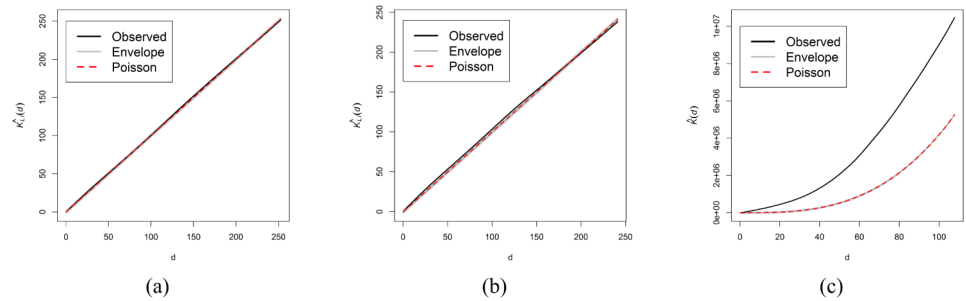 Observed
Envelope
Poisson
K̂_{L,i}(d)
0
50
100
150
200
250
0
50
100
150
200
250
d
(a)
Observed
Envelope
Poisson
K̂_{L,i}(d)
0
50
100
150
200
250
0
50
100
150
200
250
d
(b)
Observed
Envelope
Poisson
K̂(d)
0e+00
2e+06
4e+06
6e+06
8e+06
1e+07
0
20
40
60
80
100
d
(c)